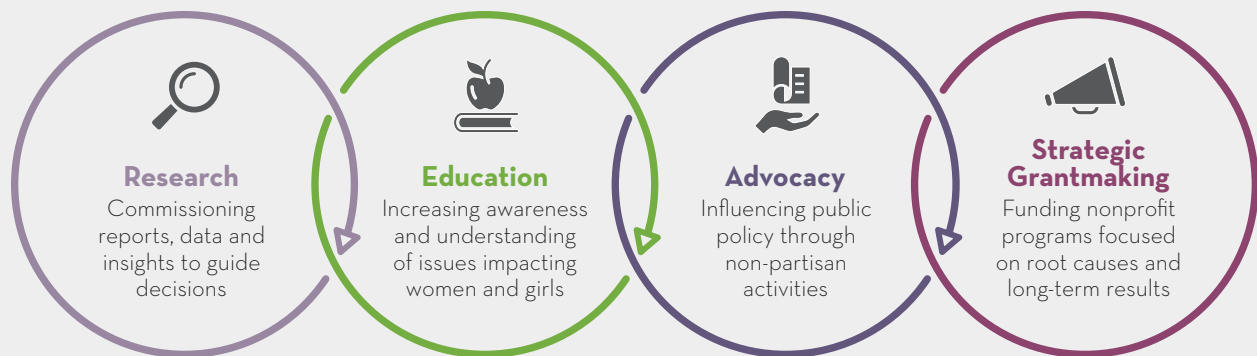 Research
Commissioning
reports, data and
insights to guide
decisions
Education
Increasing awareness
and understanding
of issues impacting
women and girls
Advocacy
Influencing public
policy through
non-partisan
activities
Strategic
Grantmaking
Funding nonprofit
programs focused
on root causes and
long-term results